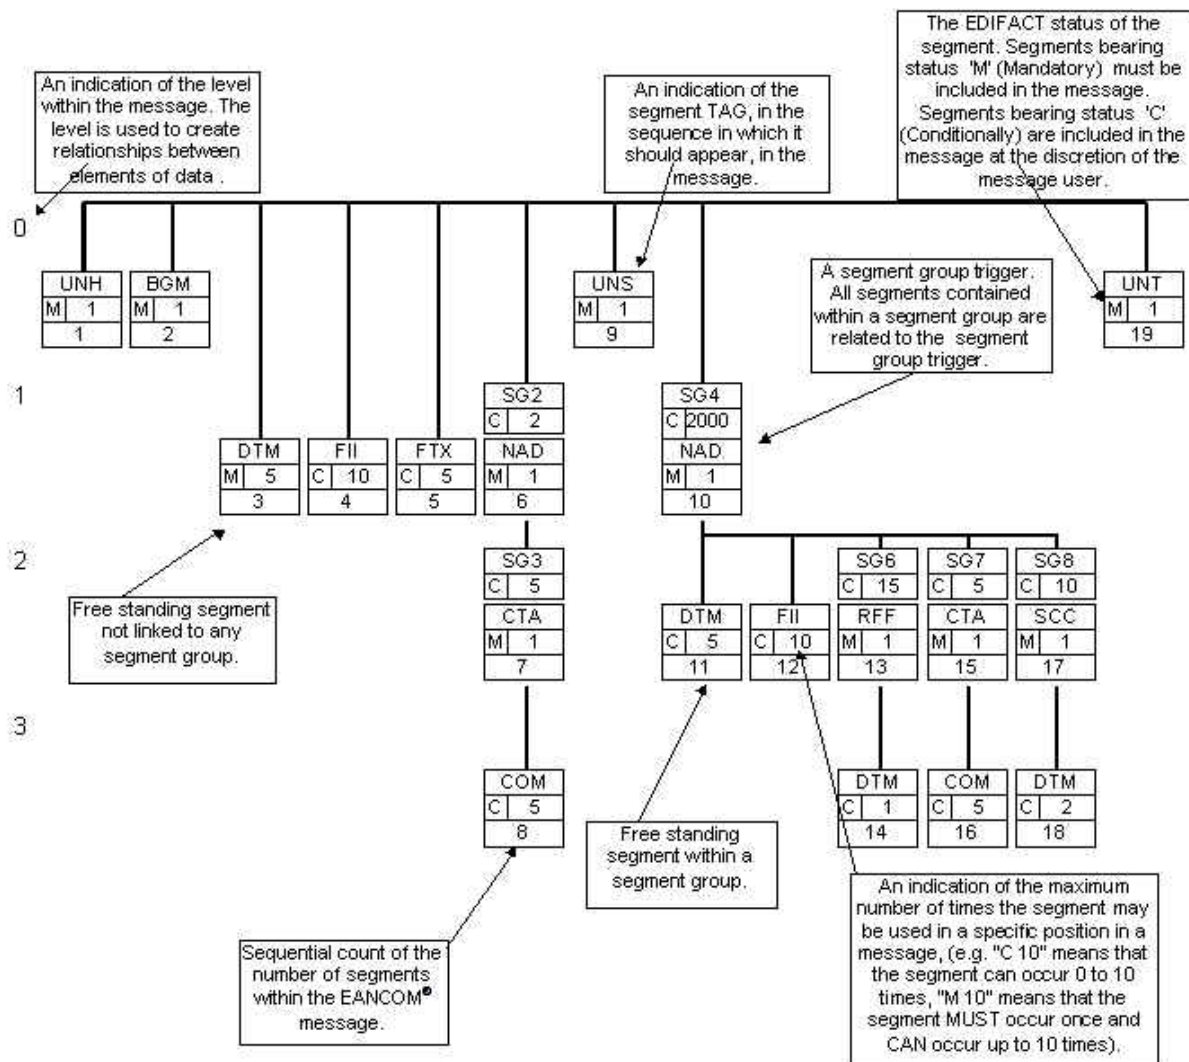 The EDIFACT status of the
segment. Segments bearing
status 'M' (Mandatory) must be
included in the message.
Segments bearing status 'C'
(Conditionally) are included in the
message at the discretion of the
message user.
An indication of the level
within the message. The
level is used to create
relationships between
elements of data .
An indication of the
segment TAG, in the
sequence in which it
should appear, in the
message.
0
UNH
M 1
1
BGM
M 1
2
UNS
M 1
9
A segment group trigger.
All segments contained
within a segment group are
related to the segment
group trigger.
UNT
M 1
19
1
SG2
C 2
SG4
C 2000
DTM
M 5
3
FII
C 10
4
FTX
C 5
5
NAD
M 1
6
NAD
M 1
10
2
SG3
C 5
SG6
C 15
SG7
C 5
SG8
C 10
Free standing segment
not linked to any
segment group.
CTA
M 1
7
DTM
C 5
11
FII
C 10
12
RFF
M 1
13
CTA
M 1
15
SCC
M 1
17
3
COM
C 5
8
DTM
C 1
14
COM
C 5
16
DTM
C 2
18
Free standing
segment within a
segment group.
Sequential count of the
number of segments
within the EANCOM®
message.
An indication of the maximum
number of times the segment may
be used in a specific position in a
message, (e.g. "C 10" means that
the segment can occur 0 to 10
times, "M 10" means that the
segment MUST occur once and
CAN occur up to 10 times).